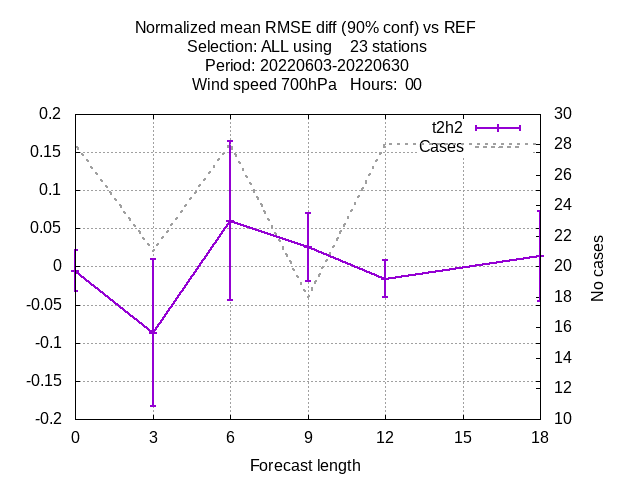 Normalized mean RMSE diff (90% conf) vs REF
Selection: ALL using    23 stations
Period: 20220603-20220630
Wind speed 700hPa   Hours:  00
0.2
0.15
0.1
0.05
0
-0.05
-0.1
-0.15
-0.2
t2h2
Cases
30
28
26
24
22
20
18
16
14
12
10
No cases
0 3 6 9 12 15 18
Forecast length